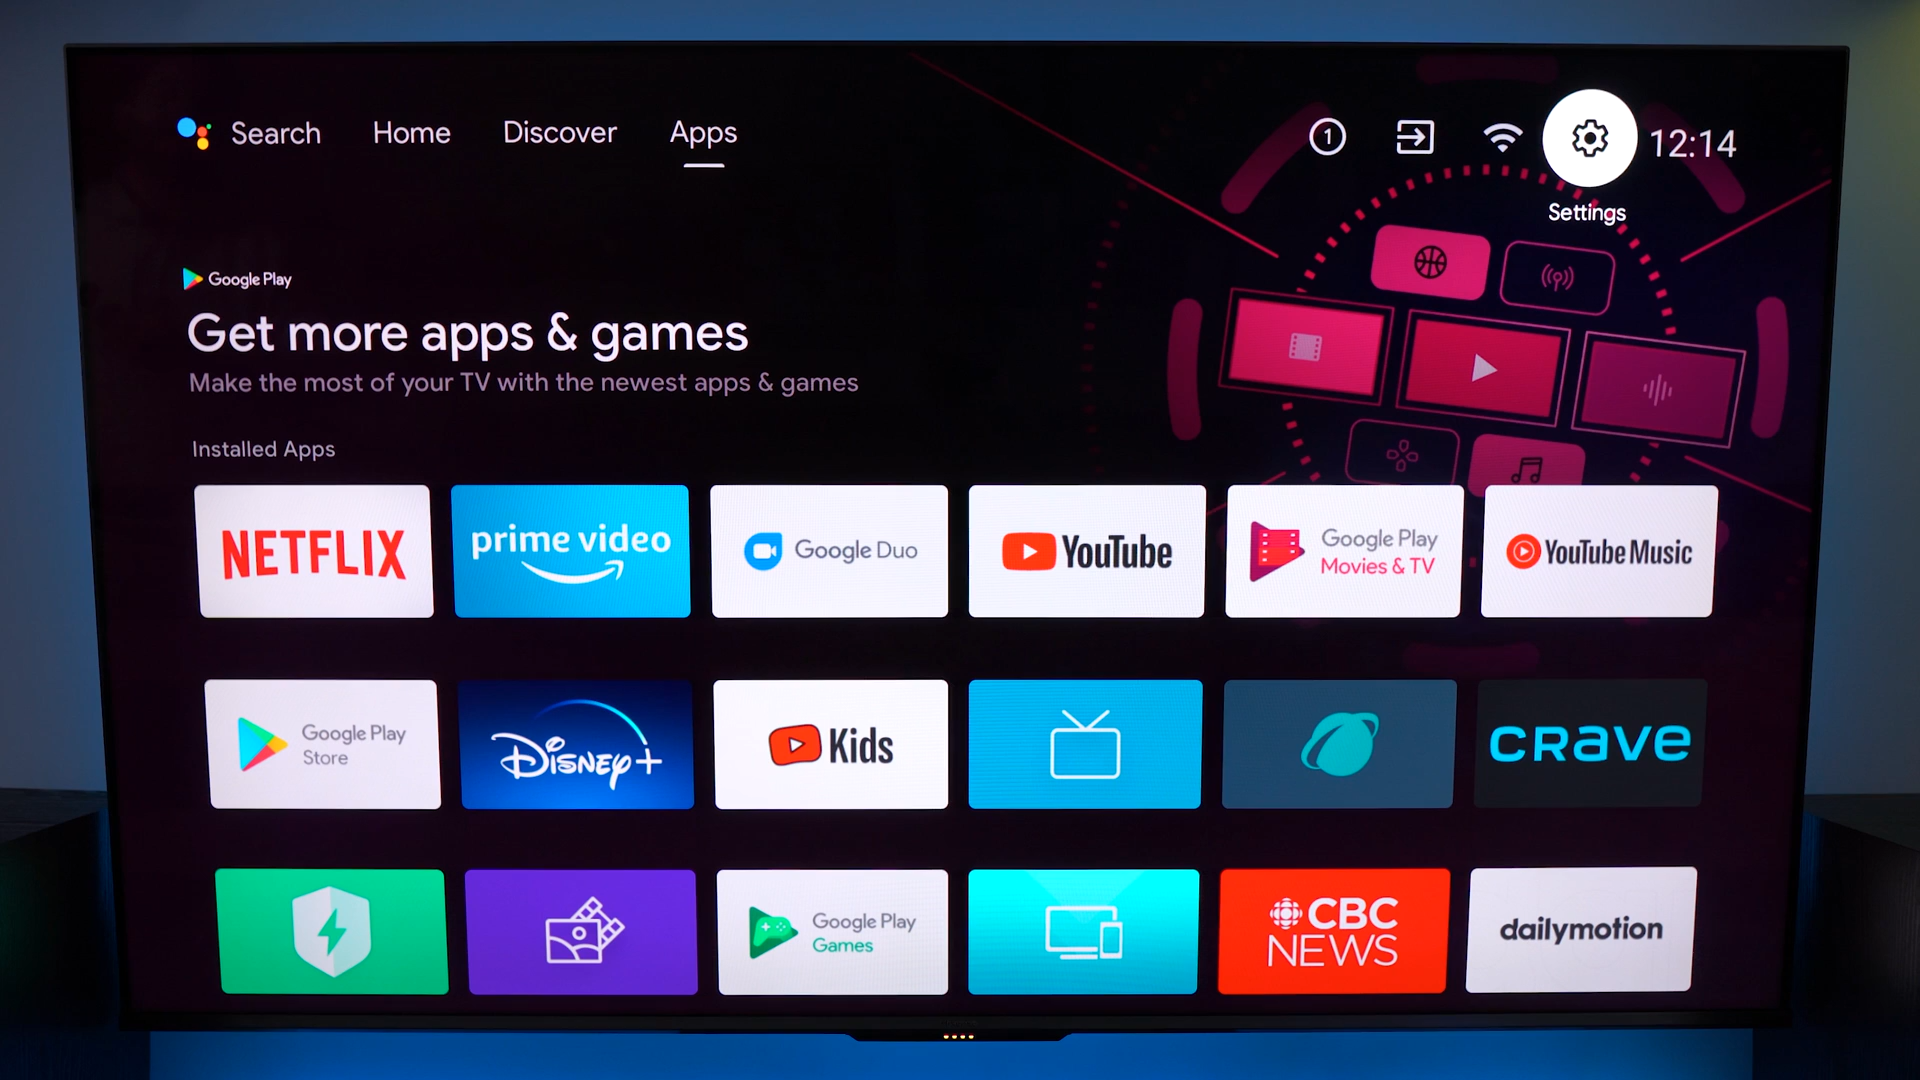 Search Home Discover Apps 1 12:14
Settings
Google Play
Get more apps & games
Make the most of your TV with the newest apps & games
Installed Apps
NETFLIX
prime video
Google Duo
YouTube
Google Play
Movies & TV
YouTube Music
Google Play
Store
Disney+
Kids
CRAVE
Google Play
Games
CBC
NEWS
dailymotion